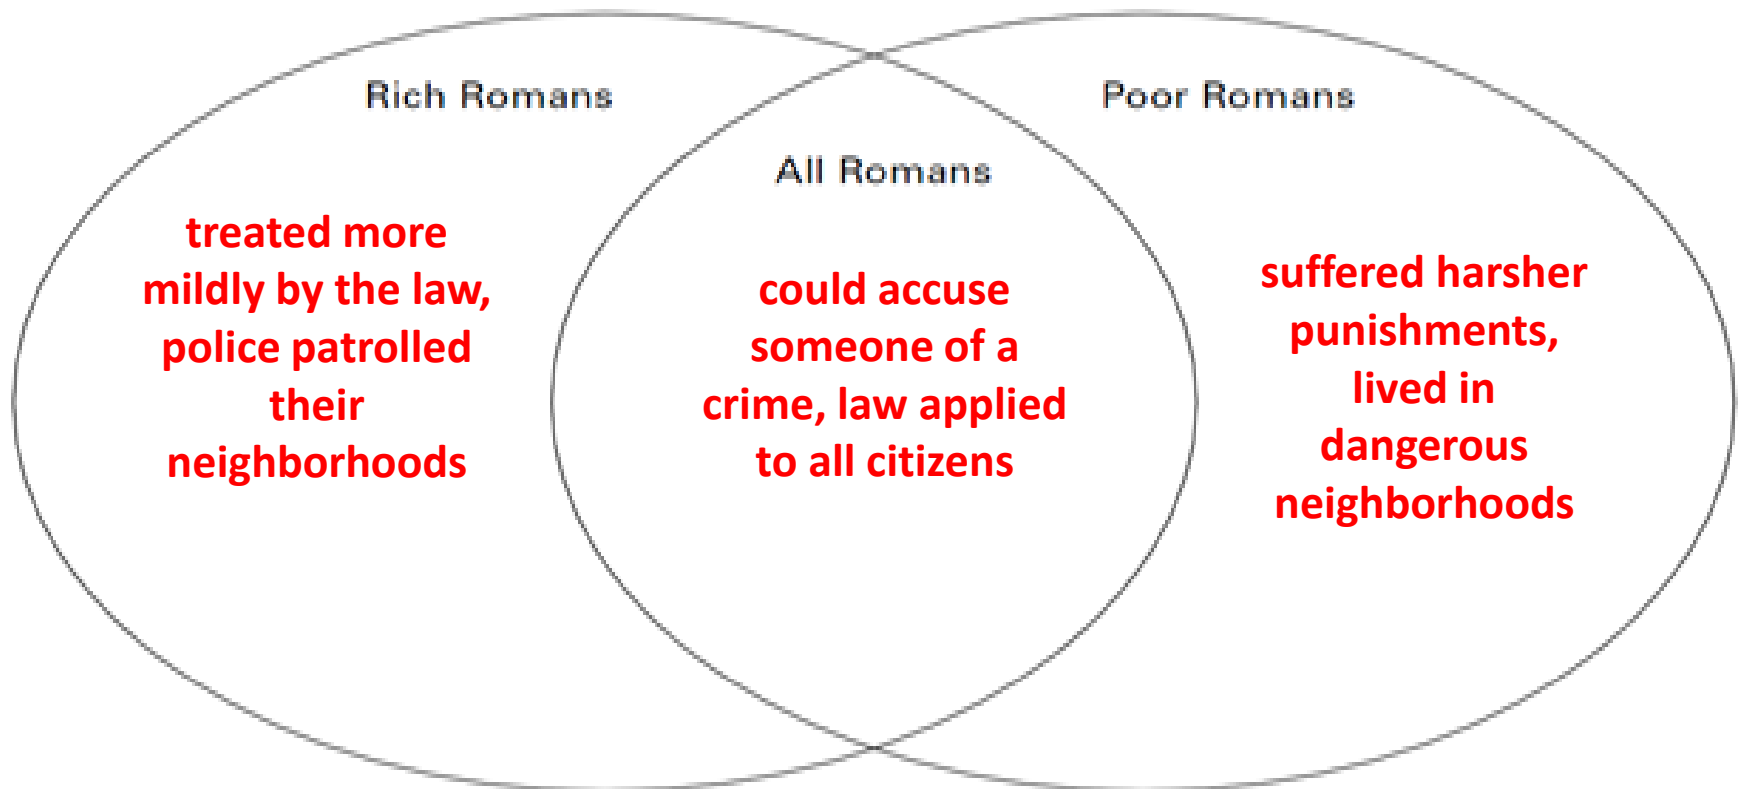 Rich Romans
treated more
mildly by the law,
police patrolled
their
neighborhoods
All Romans
could accuse
someone of a
crime, law applied
to all citizens
Poor Romans
suffered harsher
punishments,
lived in
dangerous
neighborhoods